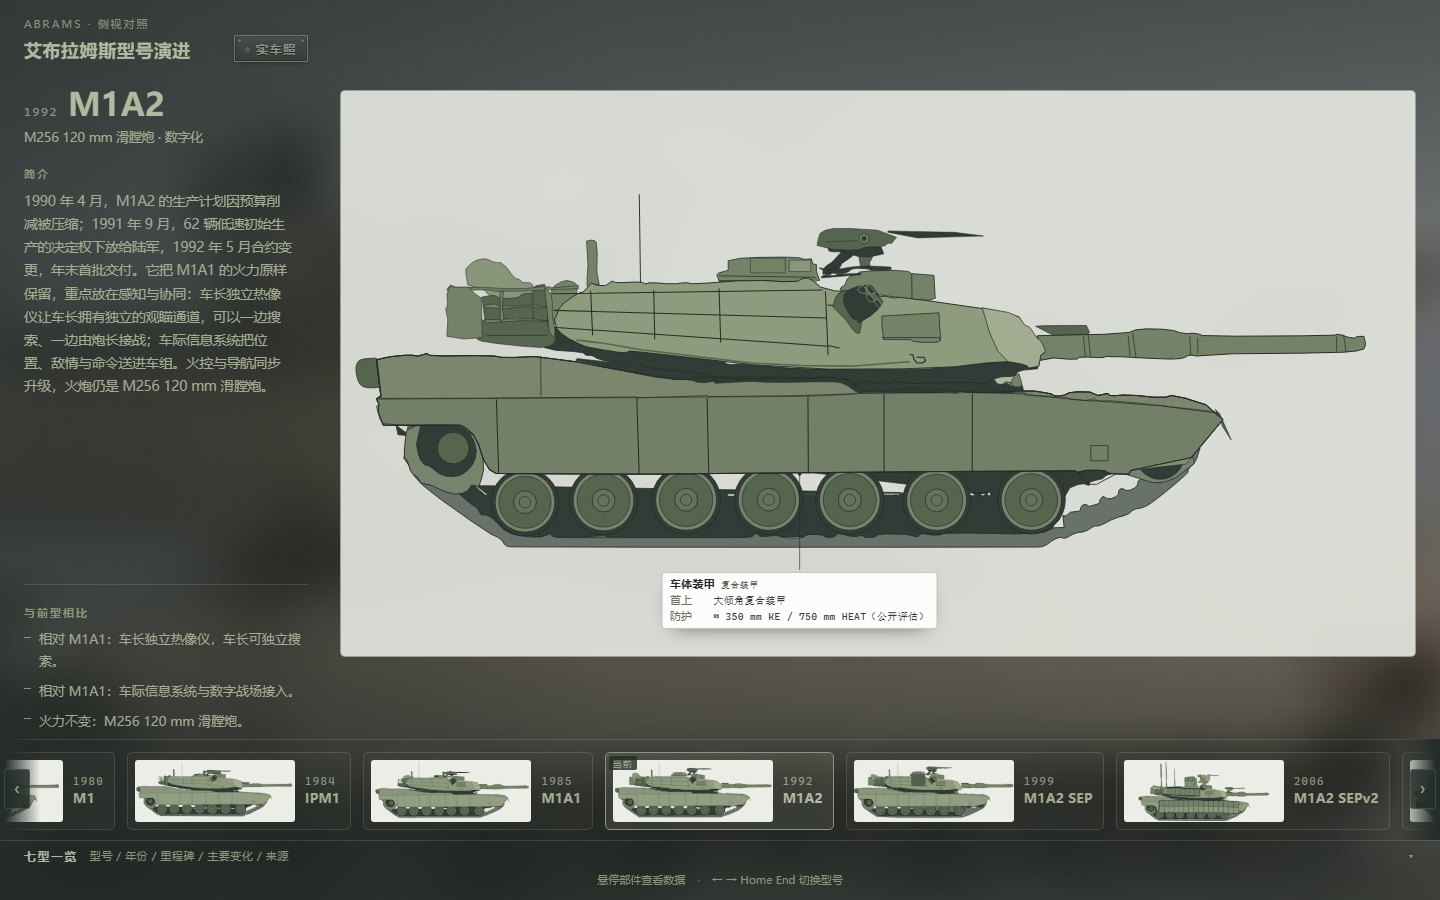 ABRAMS · 侧视对照
艾布拉姆斯型号演进
实车照
1992 M1A2
M256 120 mm 滑膛炮 · 数字化
简介
1990 年 4 月，M1A2 的生产计划因预算削
减被压缩；1991 年 9 月，62 辆低速初始生
产的决定权下放给陆军，1992 年 5 月合约变
更，年末首批交付。它把 M1A1 的火力原样
保留，重点放在感知与协同：车长独立热像
仪让车长拥有独立的观瞄通道，可以一边搜
索、一边由炮长接战；车际信息系统把位
置、敌情与命令送进车组。火控与导航同步
升级，火炮仍是 M256 120 mm 滑膛炮。
与前型相比
– 相对 M1A1：车长独立热像仪，车长可独立搜
索。
– 相对 M1A1：车际信息系统与数字战场接入。
– 火力不变：M256 120 mm 滑膛炮。
车体装甲 复合装甲
首上 大倾角复合装甲
防护 ≈ 350 mm KE / 750 mm HEAT（公开评估）
‹
1980
M1
1984
IPM1
1985
M1A1
当前
1992
M1A2
1999
M1A2 SEP
2006
M1A2 SEPv2
›
七型一览 型号 / 年份 / 里程碑 / 主要变化 / 来源
悬停部件查看数据 · ← → Home End 切换型号